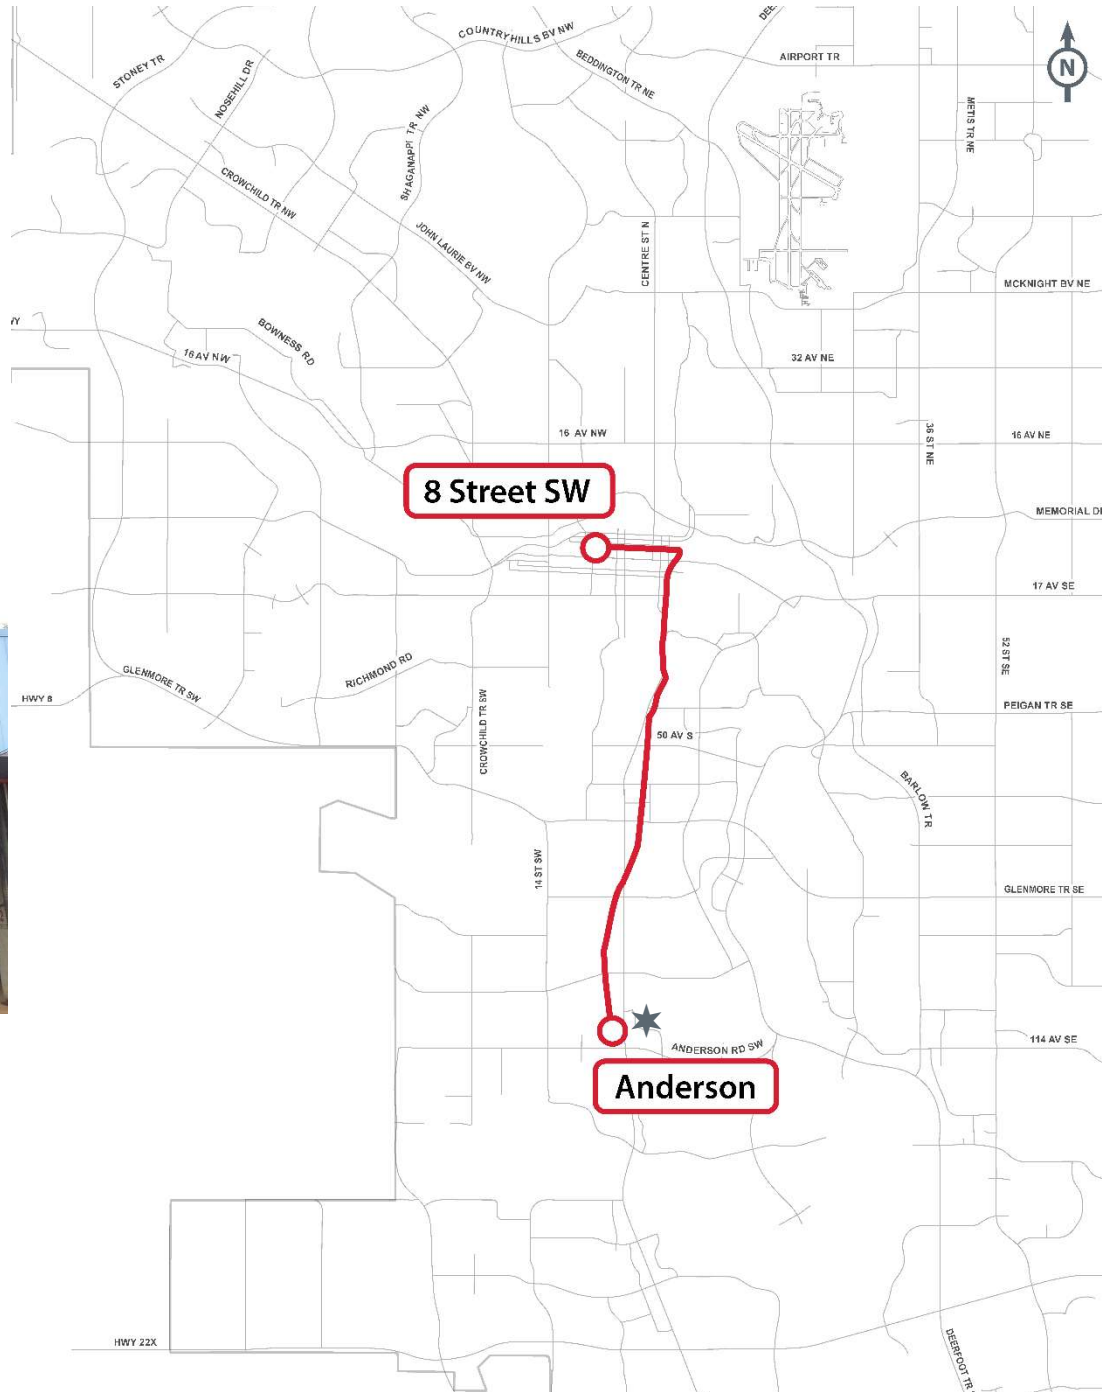 COUNTRY HILLS BV NW
DEE
STONEY TR
NOSEHILL DR
BEDDINGTON TR NE
AIRPORT TR
N
METIS TR NE
SHAGANAPPI TR NW
CROWCHILD TR NW
JOHN LAURIE BV NW
CENTRE ST N
MCKNIGHT BV NE
BOWNESS RD
16 AV NW
32 AV NE
16 AV NW
36 ST NE
16 AV NE
8 Street SW
MEMORIAL DI
17 AV SE
GLENMORE TR SW
RICHMOND RD
52 ST SE
HWY 8
CROWCHILD TR SW
PEIGAN TR SE
50 AV S
BARLOW TR
14 ST SW
GLENMORE TR SE
ANDERSON RD SW
114 AV SE
Anderson
HWY 22X
DEERFOOT TR